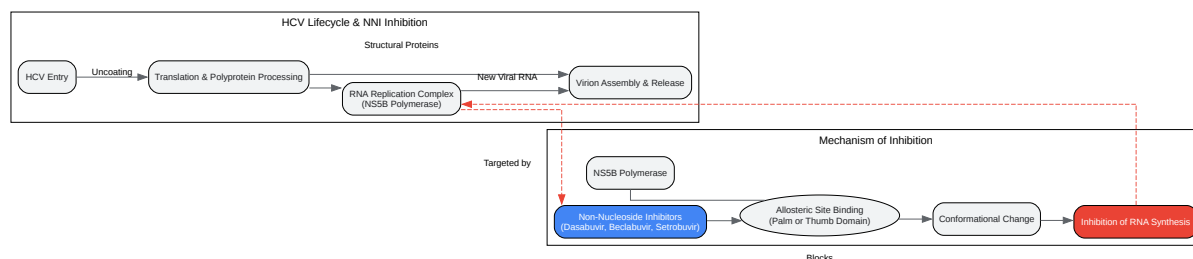 HCV Lifecycle & NNI Inhibition
Structural Proteins
HCV Entry
Uncoating
Translation & Polyprotein Processing
New Viral RNA
Virion Assembly & Release
RNA Replication Complex
(NS5B Polymerase)
Mechanism of Inhibition
Targeted by
NS5B Polymerase
Non-Nucleoside Inhibitors
(Dasabuvir, Beclabuvir, Setrobuvir)
Allosteric Site Binding
(Palm or Thumb Domain)
Conformational Change
Inhibition of RNA Synthesis
Blocks